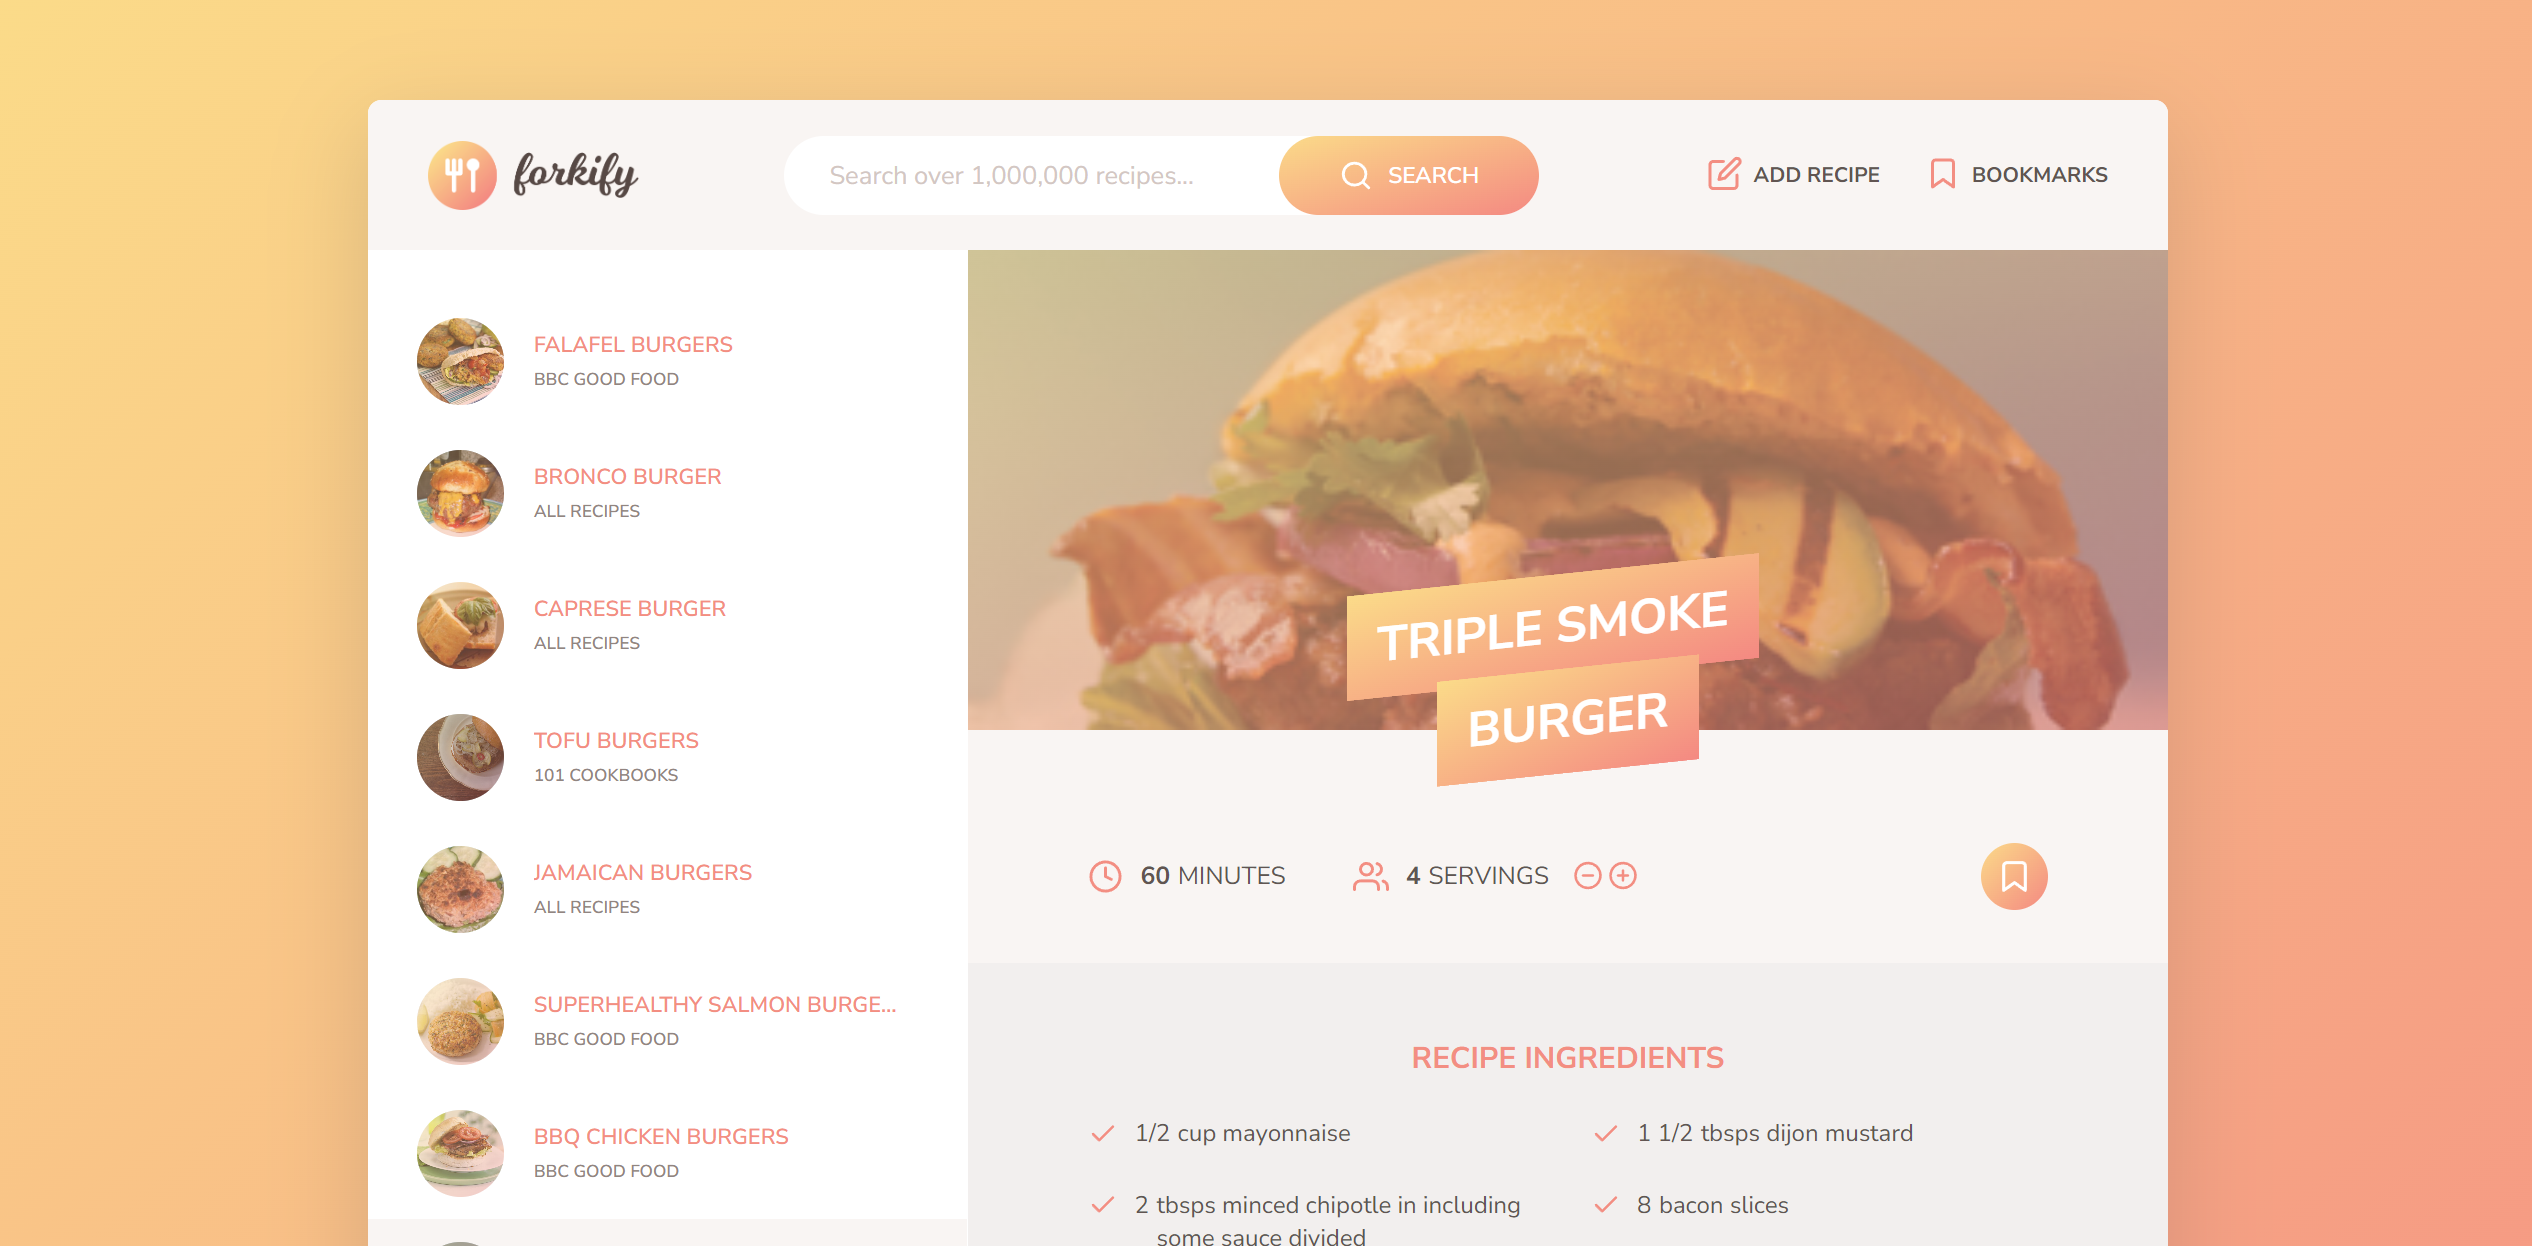 forkify
Search over 1,000,000 recipes...
SEARCH
ADD RECIPE
BOOKMARKS
FALAFEL BURGERS
BBC GOOD FOOD
BRONCO BURGER
ALL RECIPES
CAPRESE BURGER
ALL RECIPES
TOFU BURGERS
101 COOKBOOKS
JAMAICAN BURGERS
ALL RECIPES
SUPERHEALTHY SALMON BURGE...
BBC GOOD FOOD
BBQ CHICKEN BURGERS
BBC GOOD FOOD
TRIPLE SMOKE
BURGER
60 MINUTES
4 SERVINGS
RECIPE INGREDIENTS
1/2 cup mayonnaise
1 1/2 tbsps dijon mustard
2 tbsps minced chipotle in including
some sauce divided
8 bacon slices